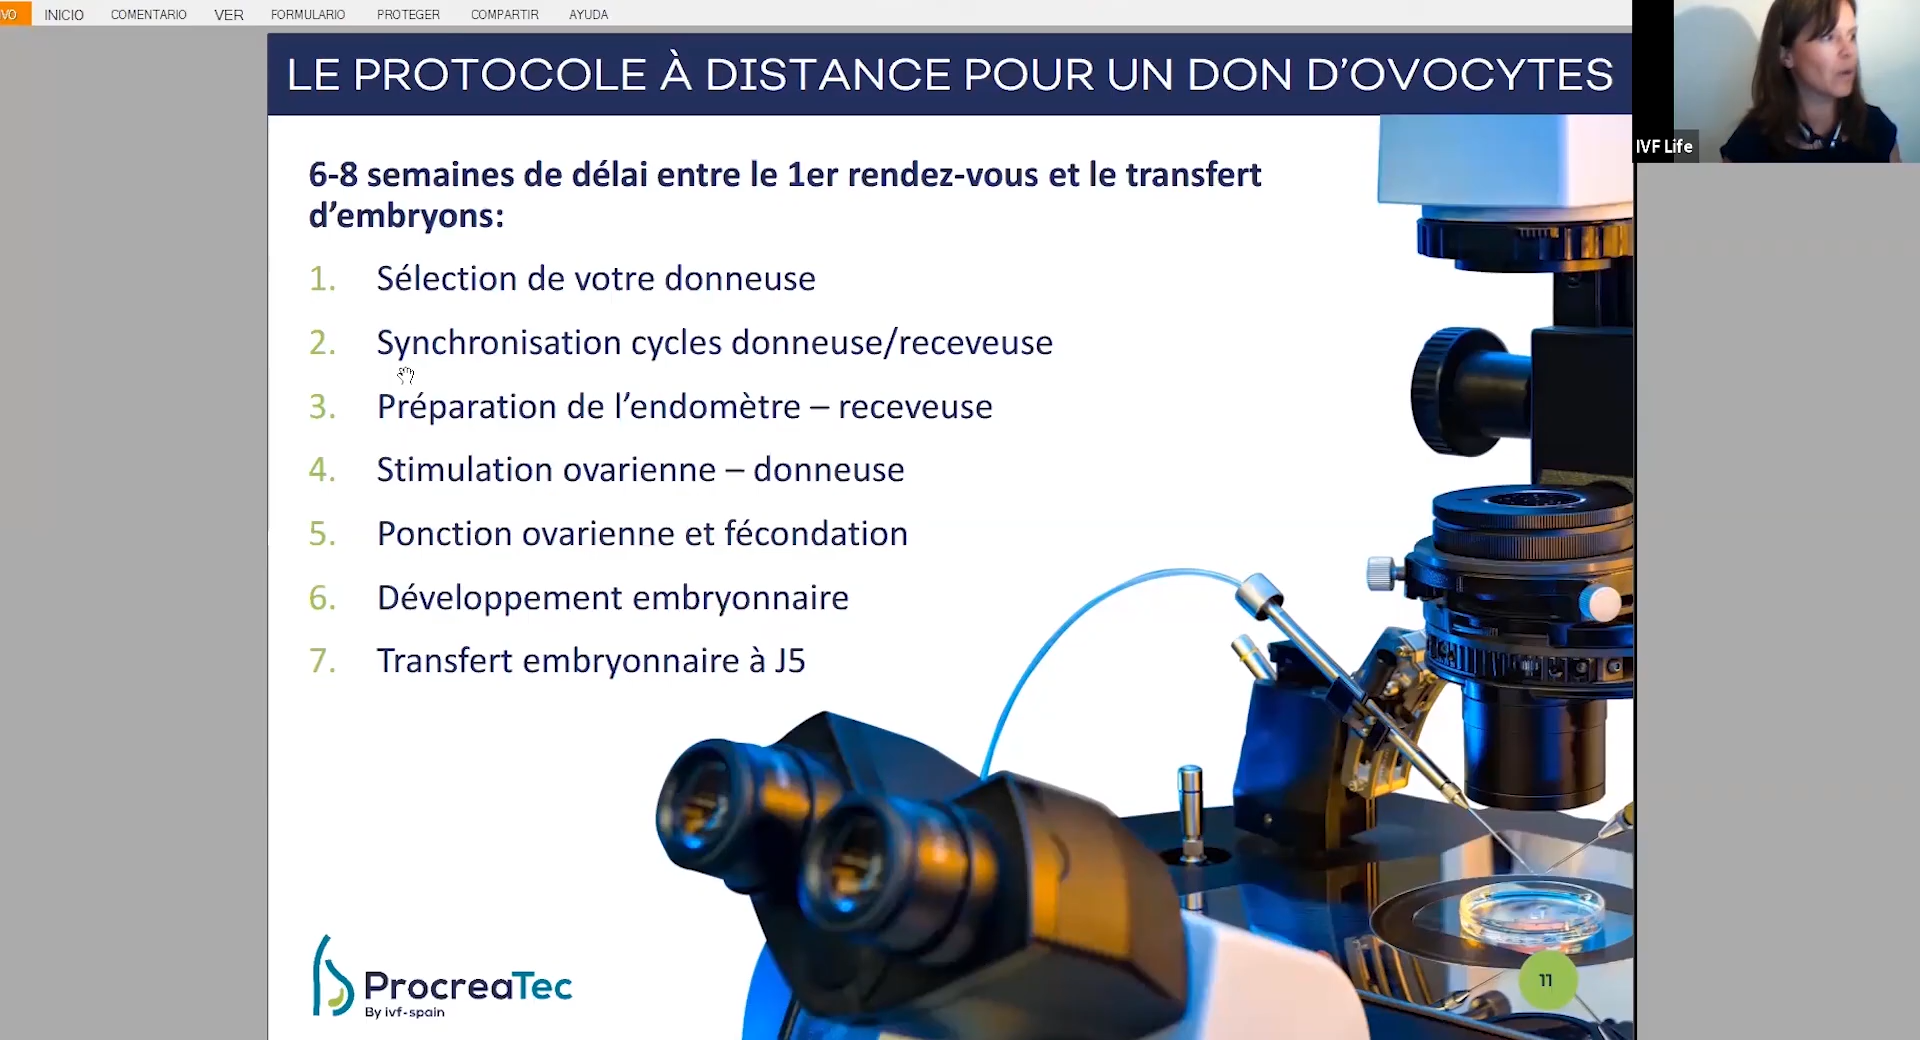 VO INICIO COMENTARIO VER FORMULARIO PROTEGER COMPARTIR AYUDA
LE PROTOCOLE À DISTANCE POUR UN DON D’OVOCYTES
IVF Life
6-8 semaines de délai entre le 1er rendez-vous et le transfert
d’embryons:
1. Sélection de votre donneuse
2. Synchronisation cycles donneuse/receveuse
3. Préparation de l’endomètre – receveuse
4. Stimulation ovarienne – donneuse
5. Ponction ovarienne et fécondation
6. Développement embryonnaire
7. Transfert embryonnaire à J5
ProcreaTec
By ivf-spain
11